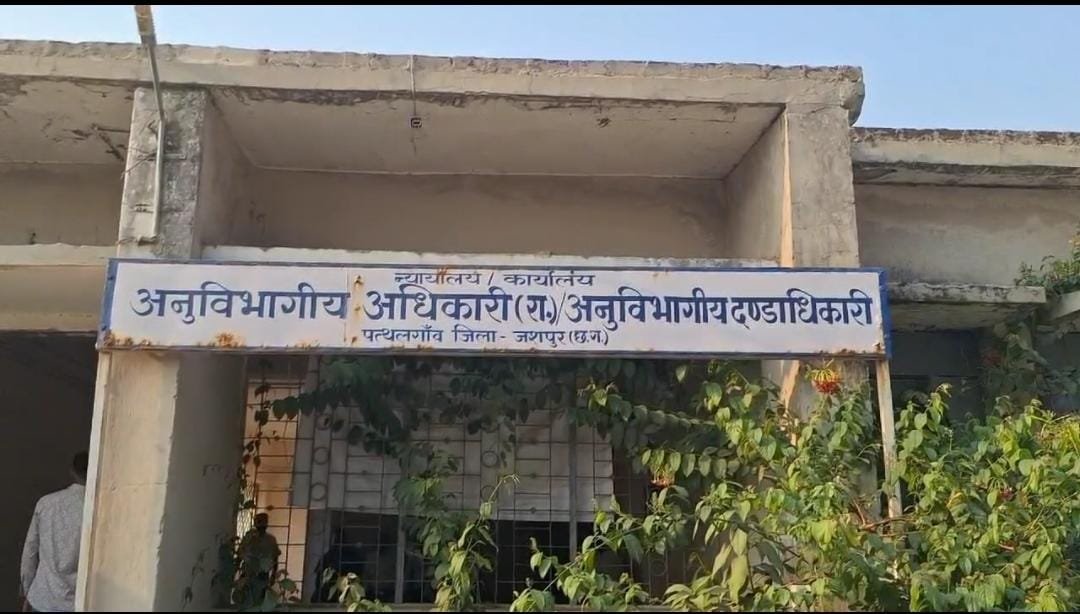 न्यायालय / कार्यालय
अनुविभागीय अधिकारी (रा.)/अनुविभागीय दण्डाधिकारी
पत्थलगाँव जिला - जशपुर (छ.ग.)